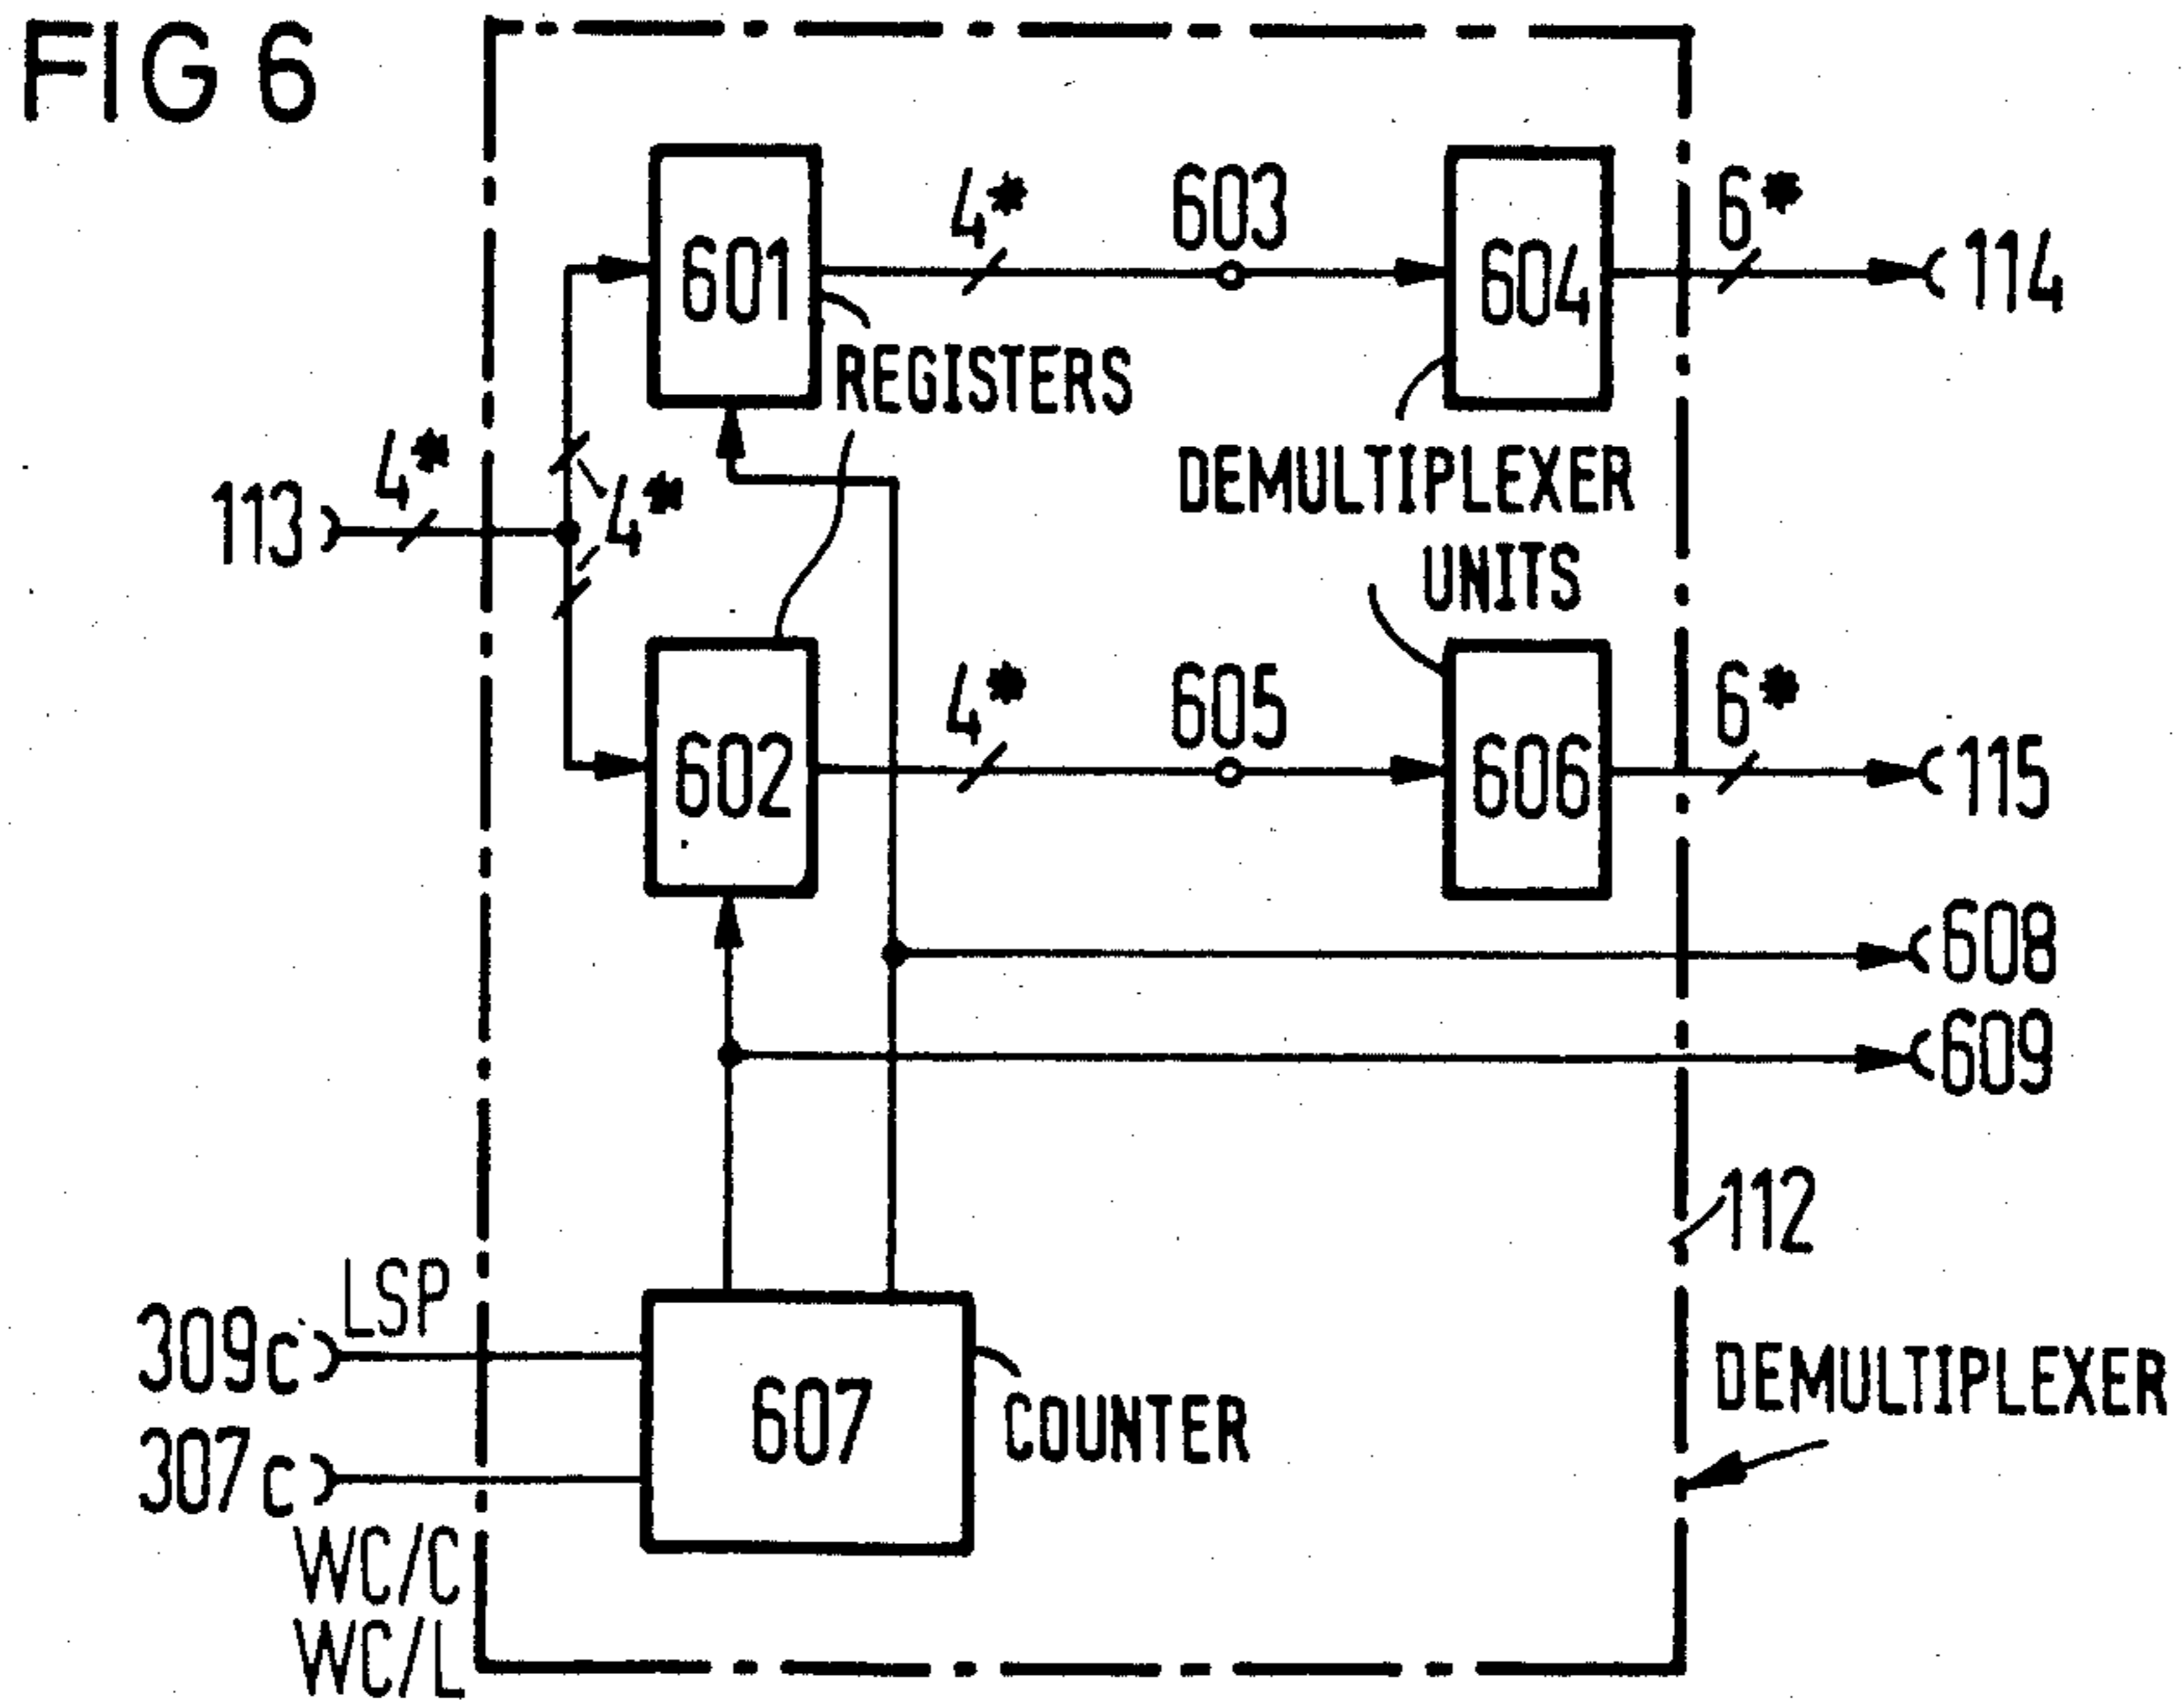 FIG 6
601
4*
603
604
6*
114
REGISTERS
DEMULTIPLEXER
UNITS
113
4*
4*
602
4*
605
606
6*
115
608
609
112
309c
LSP
607
COUNTER
DEMULTIPLEXER
307c
WC/C
WC/L